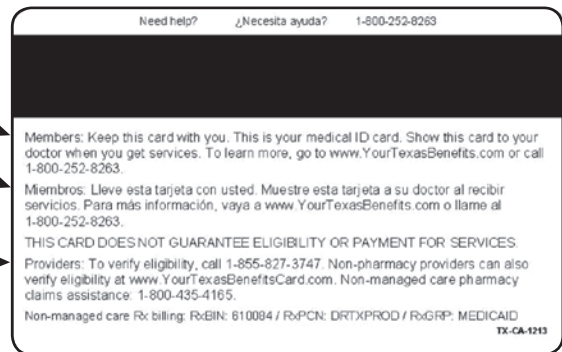 Need help? ¿Necesita ayuda? 1-800-252-8263
Members: Keep this card with you. This is your medical ID card. Show this card to your
doctor when you get services. To learn more, go to www.YourTexasBenefits.com or call
1-800-252-8263.
Miembros: Lleve esta tarjeta con usted. Muestre esta tarjeta a su doctor al recibir
servicios. Para más información, vaya a www.YourTexasBenefits.com o llame al
1-800-252-8263.
THIS CARD DOES NOT GUARANTEE ELIGIBILITY OR PAYMENT FOR SERVICES.
Providers: To verify eligibility, call 1-855-827-3747. Non-pharmacy providers can also
verify eligibility at www.YourTexasBenefitsCard.com. Non-managed care pharmacy
claims assistance: 1-800-435-4165.
Non-managed care Rx billing: RxBIN: 610084 / RxPCN: DRTXPROD / RxGRP: MEDICAID
TX-CA-1213